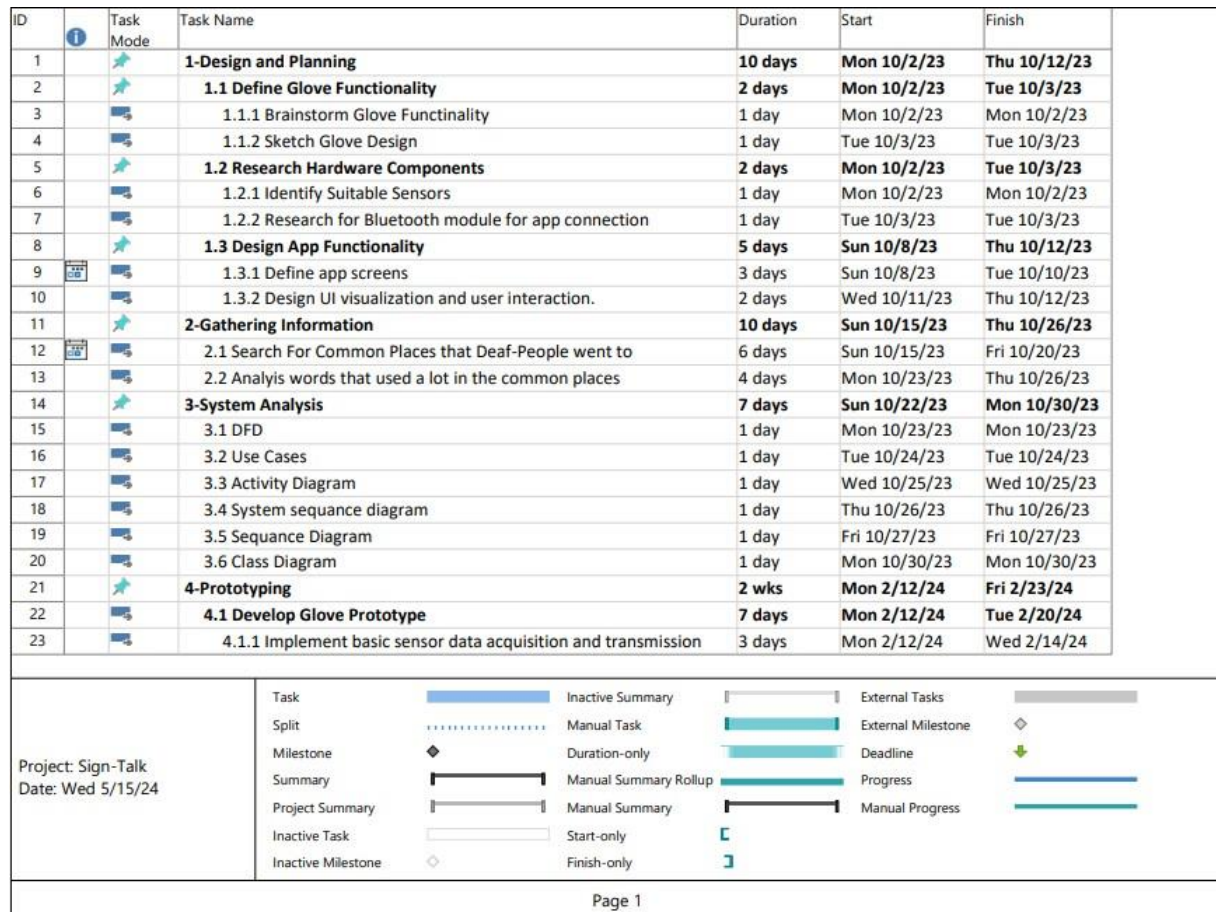 ID Task Mode Task Name Duration Start Finish
1 1-Design and Planning 10 days Mon 10/2/23 Thu 10/12/23
2 1.1 Define Glove Functionality 2 days Mon 10/2/23 Tue 10/3/23
3 1.1.1 Brainstorm Glove Functinality 1 day Mon 10/2/23 Mon 10/2/23
4 1.1.2 Sketch Glove Design 1 day Tue 10/3/23 Tue 10/3/23
5 1.2 Research Hardware Components 2 days Mon 10/2/23 Tue 10/3/23
6 1.2.1 Identify Suitable Sensors 1 day Mon 10/2/23 Mon 10/2/23
7 1.2.2 Research for Bluetooth module for app connection 1 day Tue 10/3/23 Tue 10/3/23
8 1.3 Design App Functionality 5 days Sun 10/8/23 Thu 10/12/23
9 1.3.1 Define app screens 3 days Sun 10/8/23 Tue 10/10/23
10 1.3.2 Design UI visualization and user interaction. 2 days Wed 10/11/23 Thu 10/12/23
11 2-Gathering Information 10 days Sun 10/15/23 Thu 10/26/23
12 2.1 Search For Common Places that Deaf-People went to 6 days Sun 10/15/23 Fri 10/20/23
13 2.2 Analyis words that used a lot in the common places 4 days Mon 10/23/23 Thu 10/26/23
14 3-System Analysis 7 days Sun 10/22/23 Mon 10/30/23
15 3.1 DFD 1 day Mon 10/23/23 Mon 10/23/23
16 3.2 Use Cases 1 day Tue 10/24/23 Tue 10/24/23
17 3.3 Activity Diagram 1 day Wed 10/25/23 Wed 10/25/23
18 3.4 System sequance diagram 1 day Thu 10/26/23 Thu 10/26/23
19 3.5 Sequance Diagram 1 day Fri 10/27/23 Fri 10/27/23
20 3.6 Class Diagram 1 day Mon 10/30/23 Mon 10/30/23
21 4-Prototyping 2 wks Mon 2/12/24 Fri 2/23/24
22 4.1 Develop Glove Prototype 7 days Mon 2/12/24 Tue 2/20/24
23 4.1.1 Implement basic sensor data acquisition and transmission 3 days Mon 2/12/24 Wed 2/14/24
Project: Sign-Talk
Date: Wed 5/15/24
Task Inactive Summary External Tasks
Split Manual Task External Milestone
Milestone Duration-only Deadline
Summary Manual Summary Rollup Progress
Project Summary Manual Summary Manual Progress
Inactive Task Start-only
Inactive Milestone Finish-only
Page 1